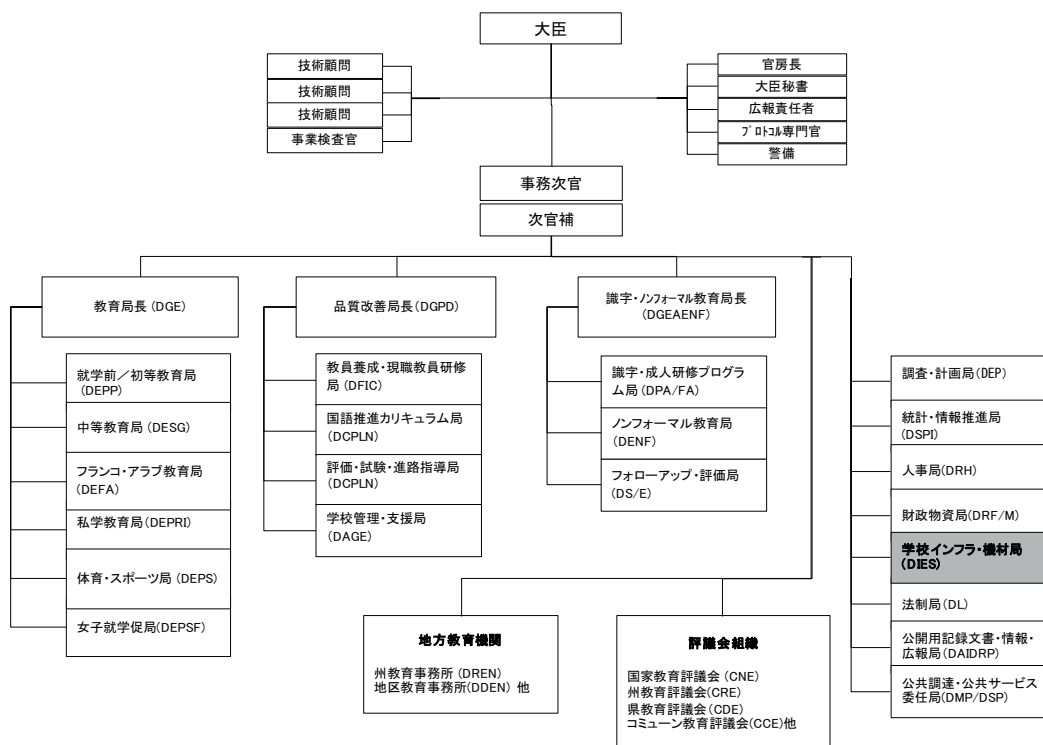 大臣
技術顧問
技術顧問
技術顧問
事業検査官
官房長
大臣秘書
広報責任者
ﾌﾟﾛﾄｺﾙ専門官
警備
事務次官
次官補
教育局長 (DGE)
就学前／初等教育局
(DEPP)
中等教育局 (DESG)
フランコ・アラブ教育局
(DEFA)
私学教育局(DEPRI)
体育・スポーツ局 (DEPS)
女子就学促局(DEPSF)
品質改善局長(DGPD)
教員養成・現職教員研修
局 (DFIC)
国語推進カリキュラム局
(DCPLN)
評価・試験・進路指導局
(DCPLN)
学校管理・支援局
(DAGE)
識字・ﾉﾝﾌｫｰﾏﾙ教育局長
(DGEAENF)
識字・成人研修プログラ
ム局 (DPA/FA)
ノンフォーマル教育局
(DENF)
フォローアップ・評価局
(DS/E)
調査・計画局(DEP)
統計・情報推進局
(DSPI)
人事局(DRH)
財政物資局(DRF/M)
学校インフラ・機材局
(DIES)
法制局(DL)
公開用記録文書・情報・
広報局(DAIDRP)
公共調達・公共サービス
委任局(DMP/DSP)
地方教育機関
州教育事務所 (DREN)
地区教育事務所(DDEN) 他
評議会組織
国家教育評議会 (CNE)
州教育評議会(CRE)
県教育評議会 (CDE)
コミューン教育評議会(CCE)他